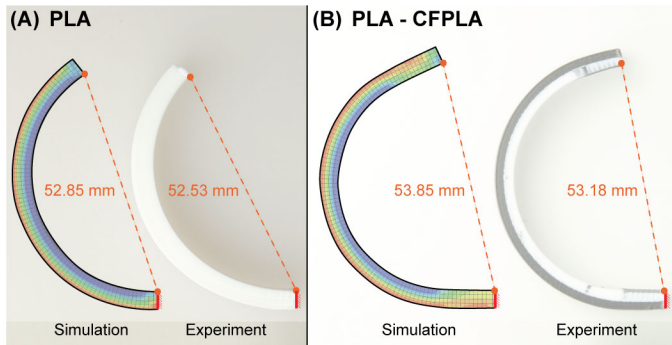 (A) PLA
(B) PLA - CFPLA
52.85 mm
52.53 mm
53.85 mm
53.18 mm
Simulation
Experiment
Simulation
Experiment